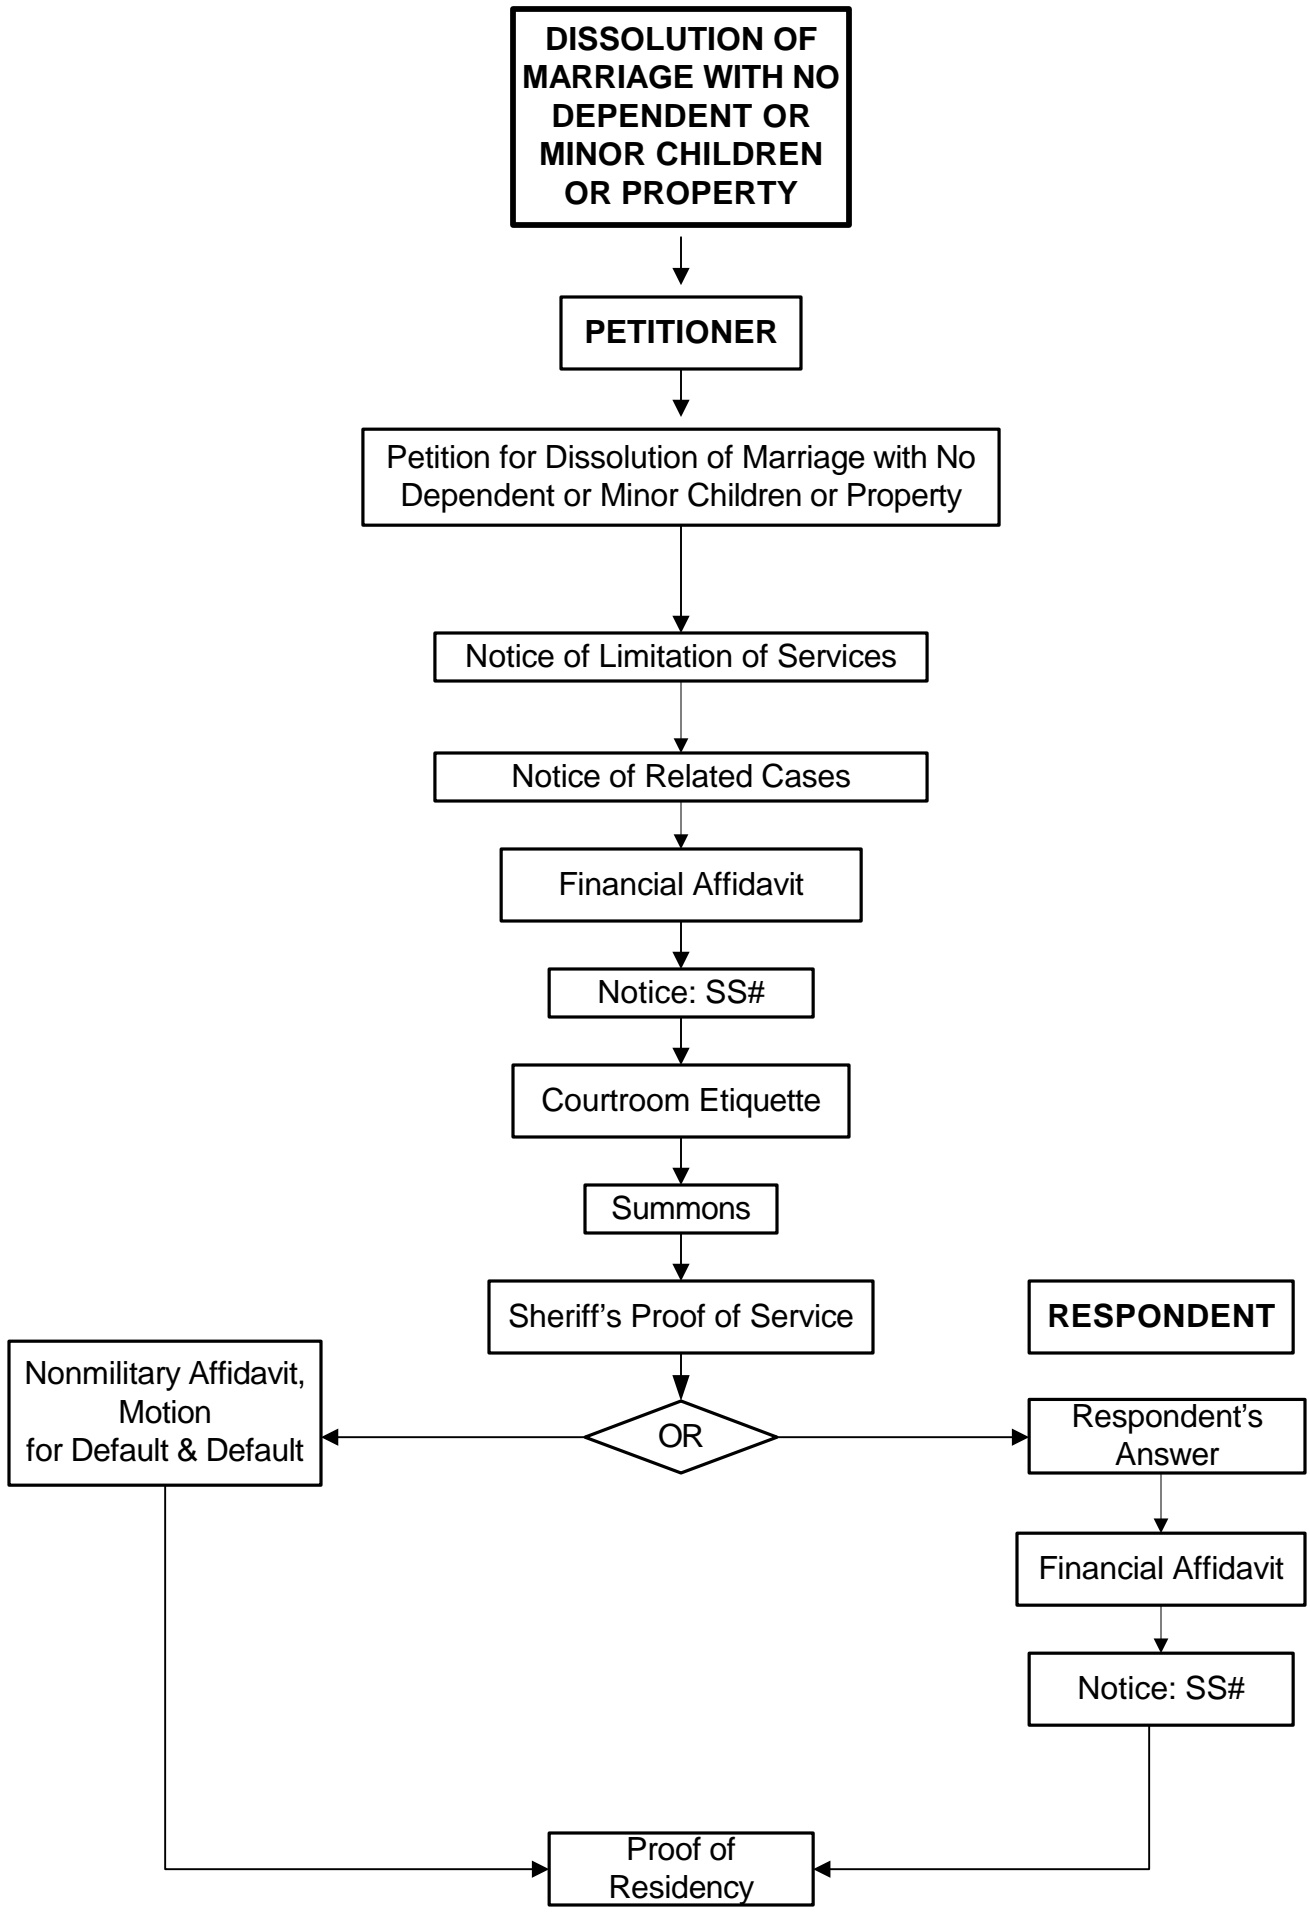 DISSOLUTION OF
MARRIAGE WITH NO
DEPENDENT OR
MINOR CHILDREN
OR PROPERTY
PETITIONER
Petition for Dissolution of Marriage with No
Dependent or Minor Children or Property
Notice of Limitation of Services
Notice of Related Cases
Financial Affidavit
Notice: SS#
Courtroom Etiquette
Summons
Sheriff's Proof of Service
RESPONDENT
Nonmilitary Affidavit,
Motion
for Default & Default
OR
Respondent's
Answer
Financial Affidavit
Notice: SS#
Proof of
Residency